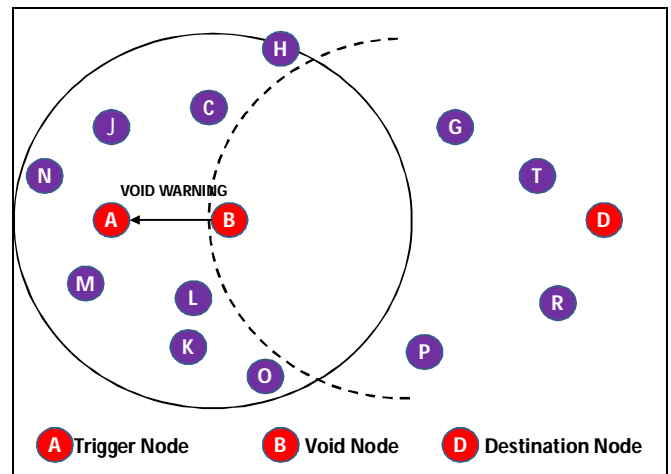 H
C
J
G
N
T
VOID WARNING
A
B
D
M
L
R
K
P
O
A Trigger Node
B Void Node
D Destination Node